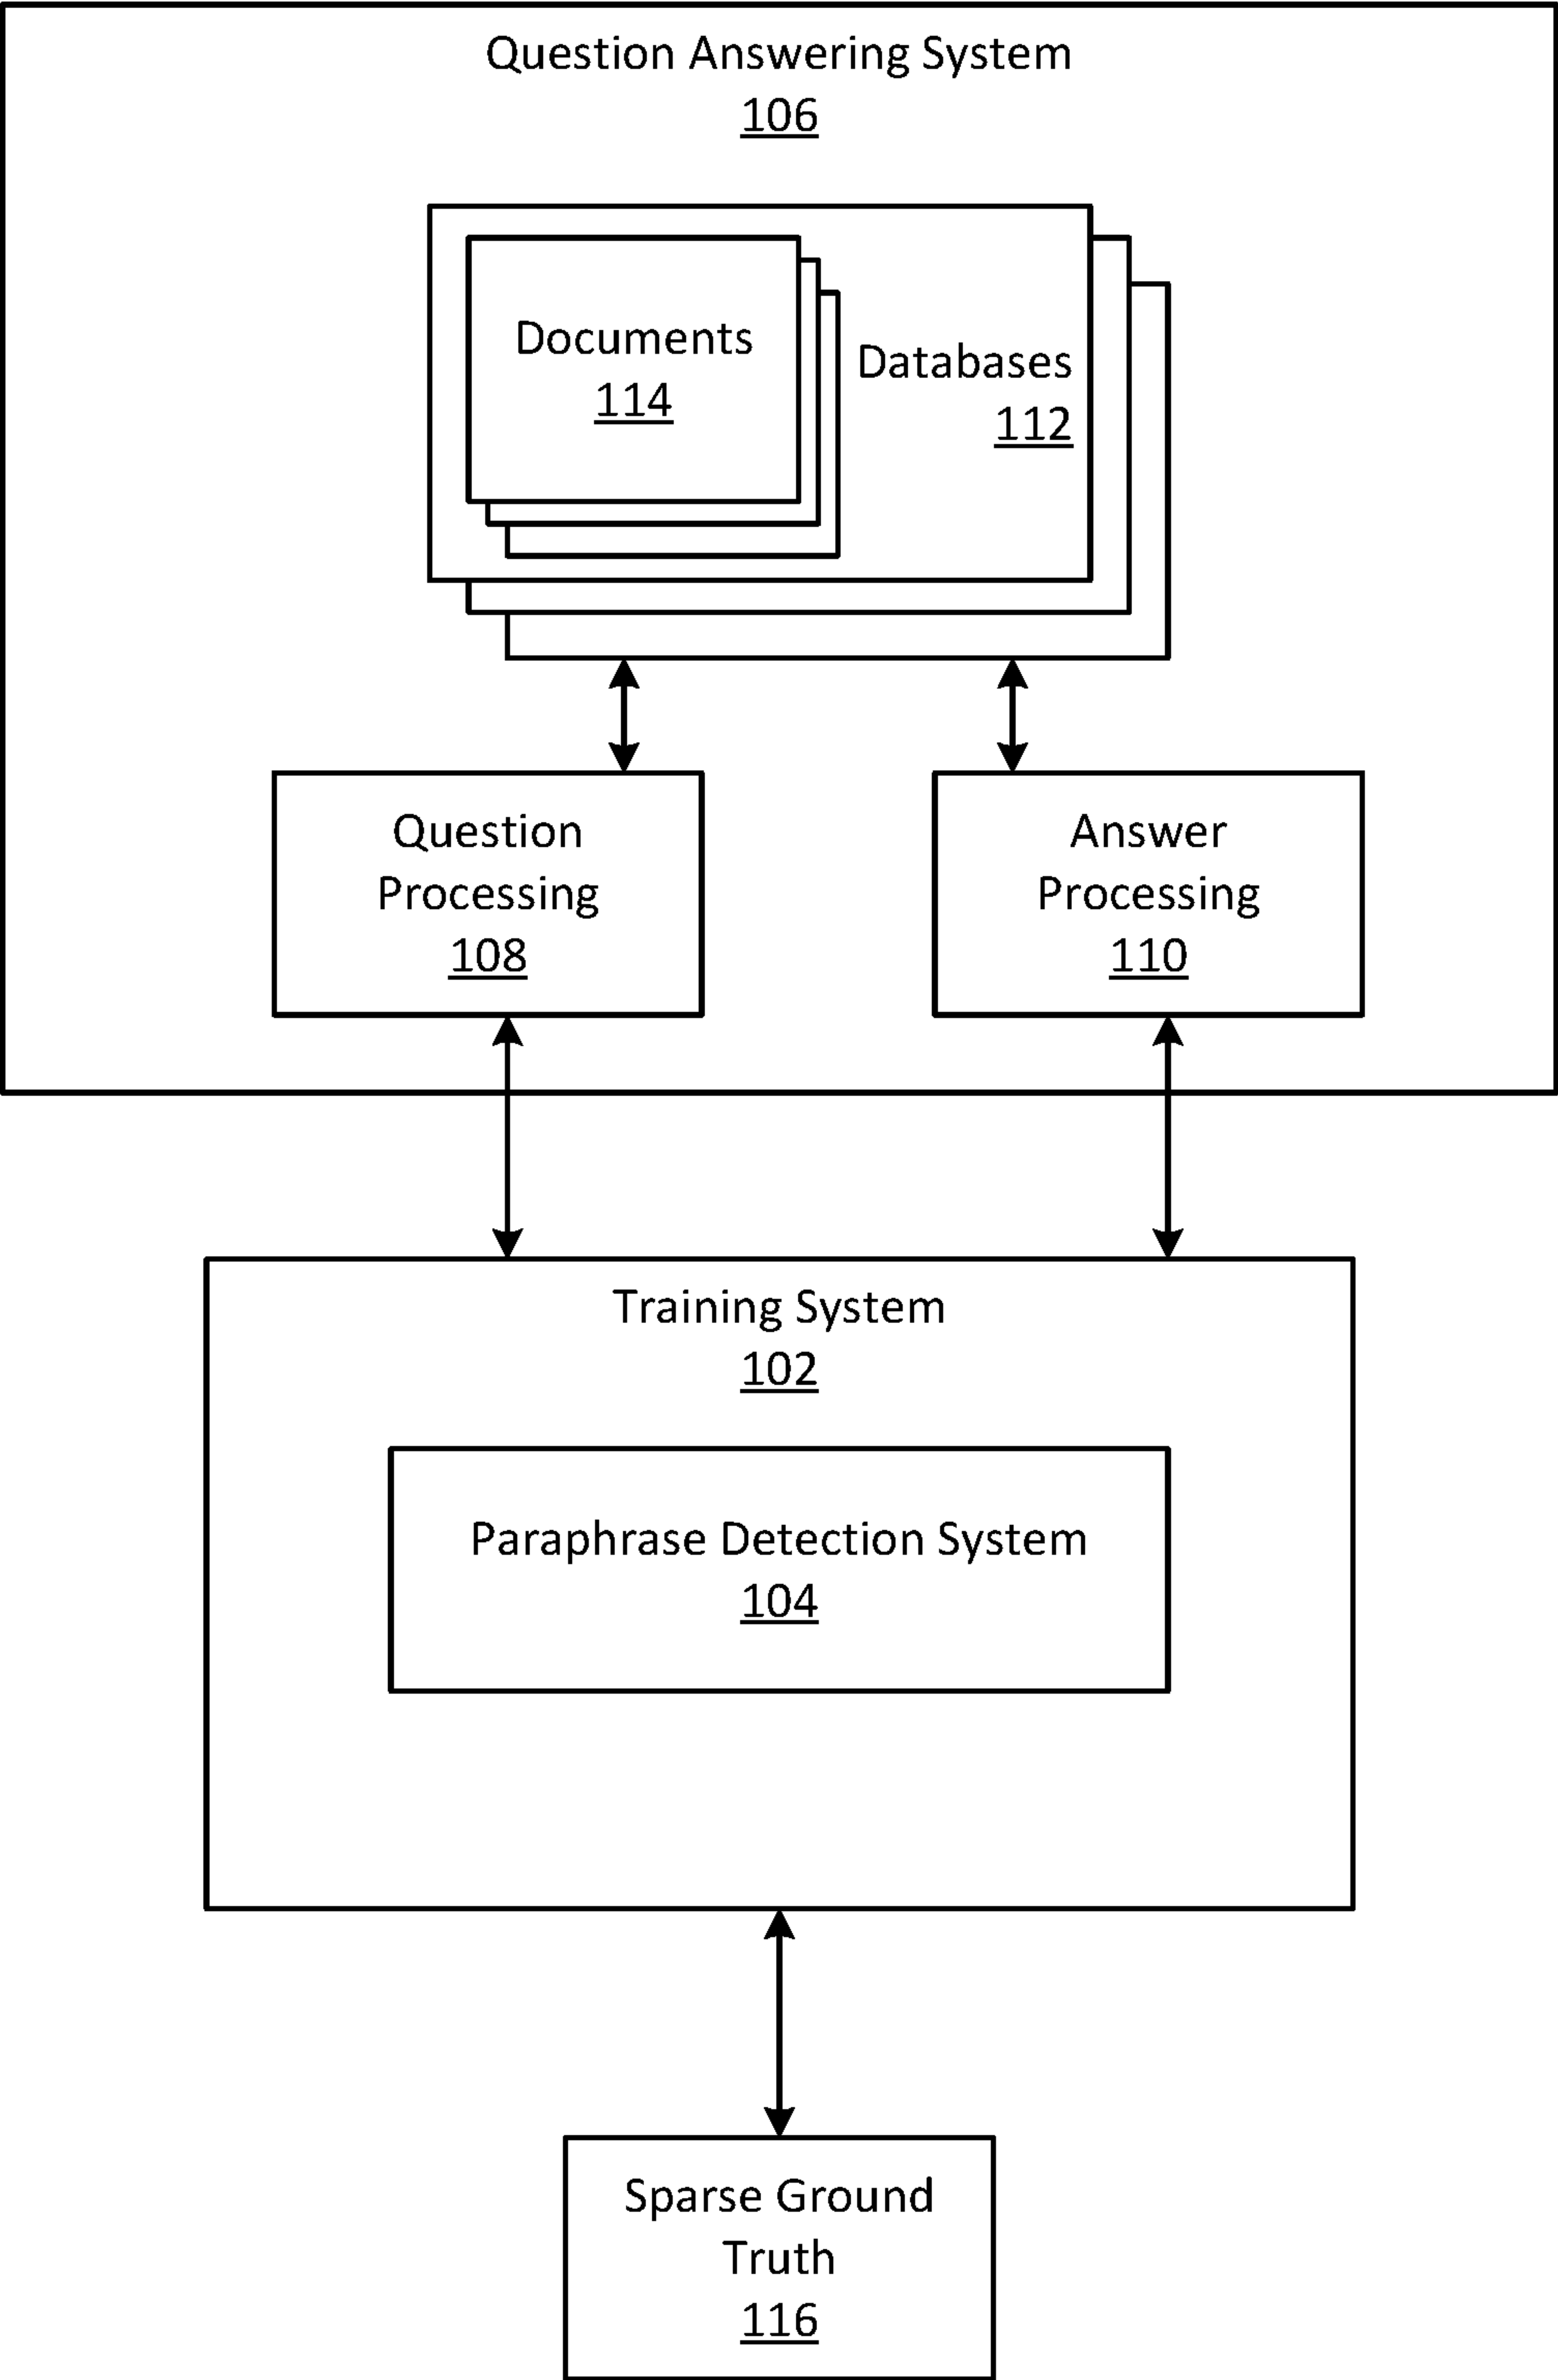 Question Answering System
106
Documents
114
Databases
112
Question
Processing
108
Answer
Processing
110
Training System
102
Paraphrase Detection System
104
Sparse Ground
Truth
116